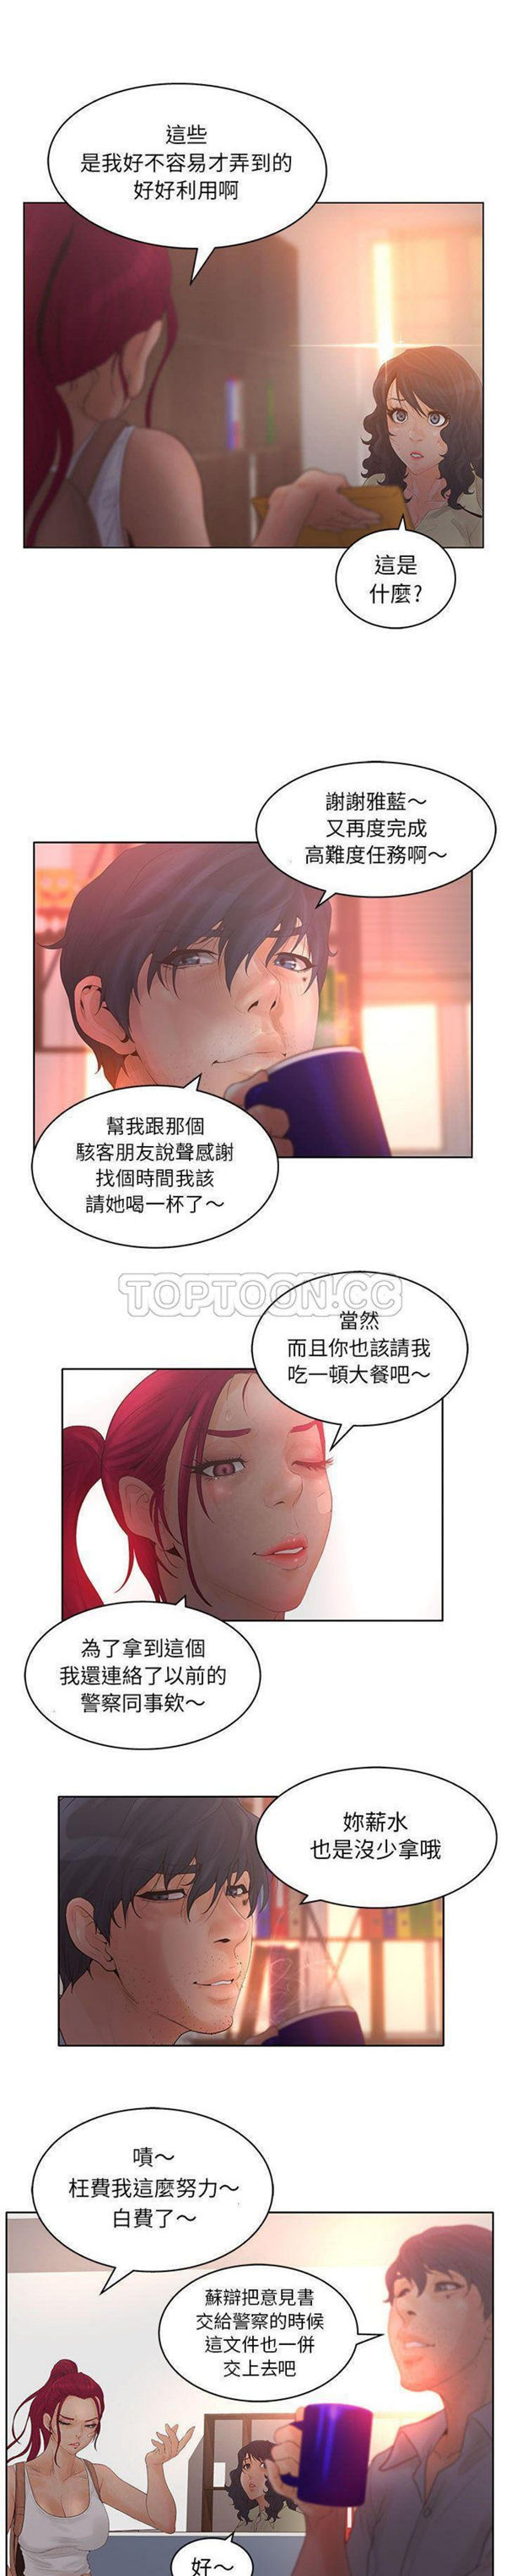 這些
是我好不容易才弄到的
好好利用啊
這是
什麼?
謝謝雅藍～
又再度完成
高難度任務啊～
幫我跟那個
駭客朋友說聲感謝
找個時間我該
請她喝一杯了～
TOPTOON.CC
當然
而且你也該請我
吃一頓大餐吧～
為了拿到這個
我還連絡了以前的
警察同事欸～
妳薪水
也是沒少拿哦
嘖～
枉費我這麼努力～
白費了～
蘇辯把意見書
交給警察的時候
這文件也一併
交上去吧
好～